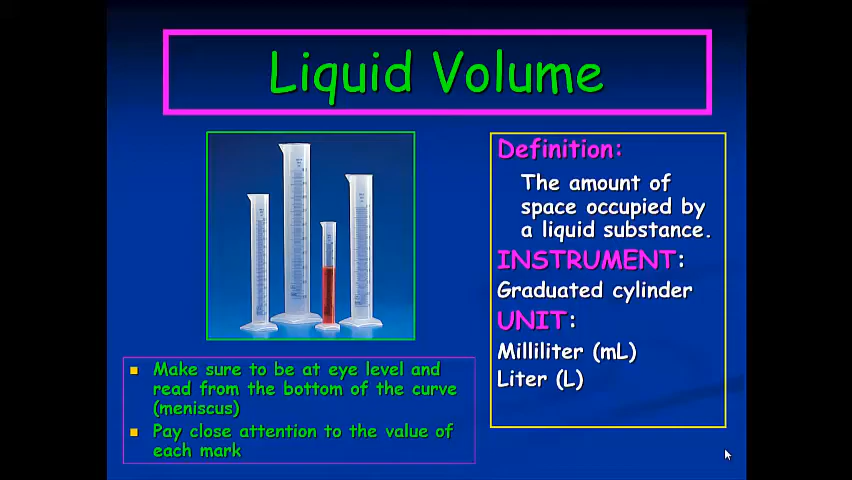 Liquid Volume
Definition:
The amount of
space occupied by
a liquid substance.
INSTRUMENT:
Graduated cylinder
UNIT:
Milliliter (mL)
Liter (L)
Make sure to be at eye level and
read from the bottom of the curve
(meniscus)
Pay close attention to the value of
each mark